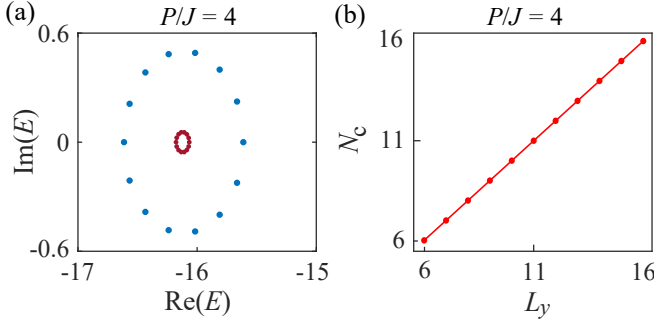 (a)
P/J = 4
0.6
0
-0.6
Im(E)
-17
-16
-15
Re(E)
(b)
P/J = 4
16
11
6
N_c
6
11
16
L_y